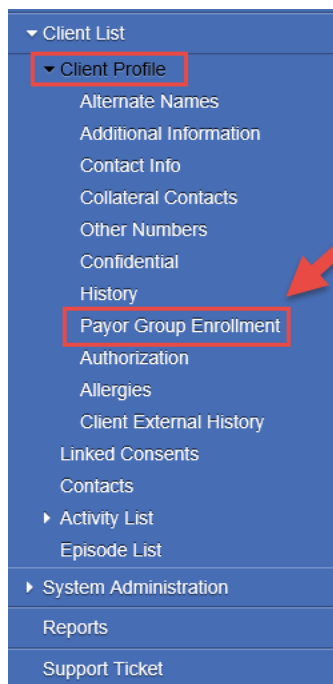 Client List
Client Profile
Alternate Names
Additional Information
Contact Info
Collateral Contacts
Other Numbers
Confidential
History
Payor Group Enrollment
Authorization
Allergies
Client External History
Linked Consents
Contacts
Activity List
Episode List
System Administration
Reports
Support Ticket